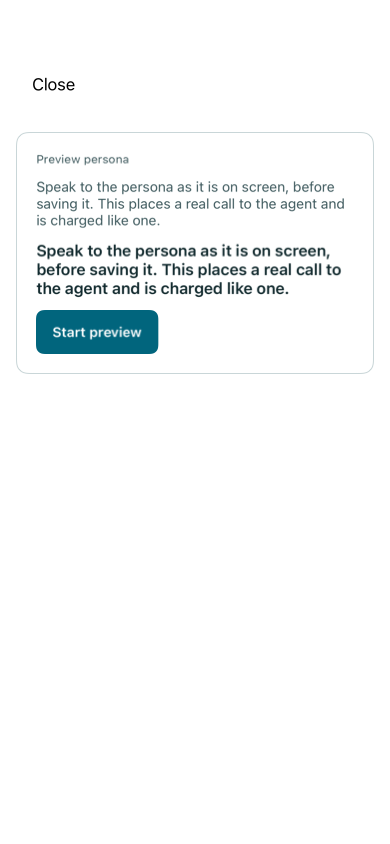 Close
Preview persona
Speak to the persona as it is on screen, before
saving it. This places a real call to the agent and
is charged like one.
Speak to the persona as it is on screen,
before saving it. This places a real call to
the agent and is charged like one.
Start preview